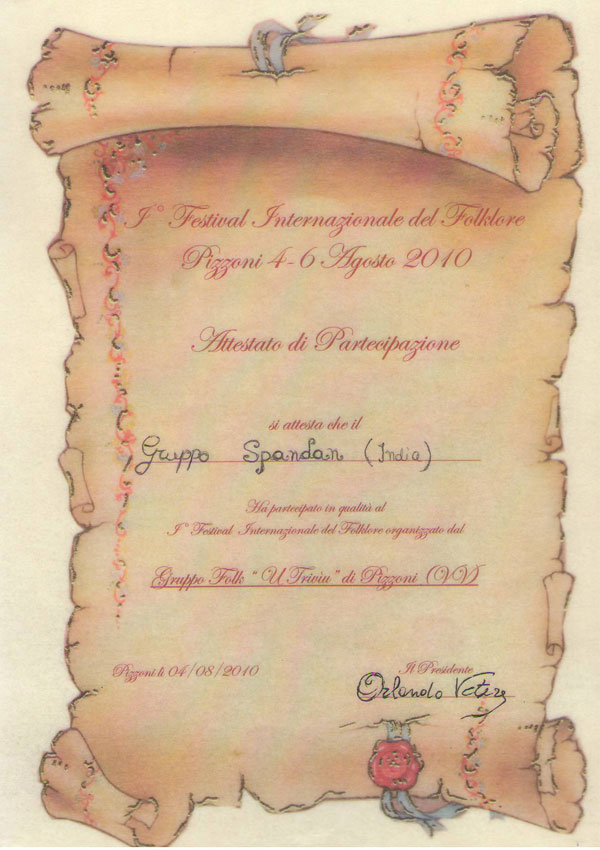 I° Festival Internazionale del Folklore
Pizzoni 4-6 Agosto 2010
Attestato di Partecipazione
si attesta che il
Gruppo Spandan (India)
Ha partecipato in qualità al
I° Festival Internazionale del Folklore organizzato dal
Gruppo Folk " U Triviu " di Pizzoni (VV)
Pizzoni lì 04/08/2010
Il Presidente
Orlando